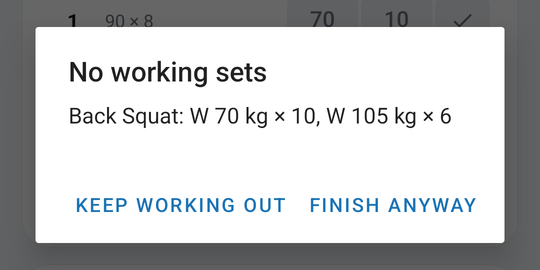 1 90 × 8 70 10
No working sets
Back Squat: W 70 kg × 10, W 105 kg × 6
KEEP WORKING OUT FINISH ANYWAY